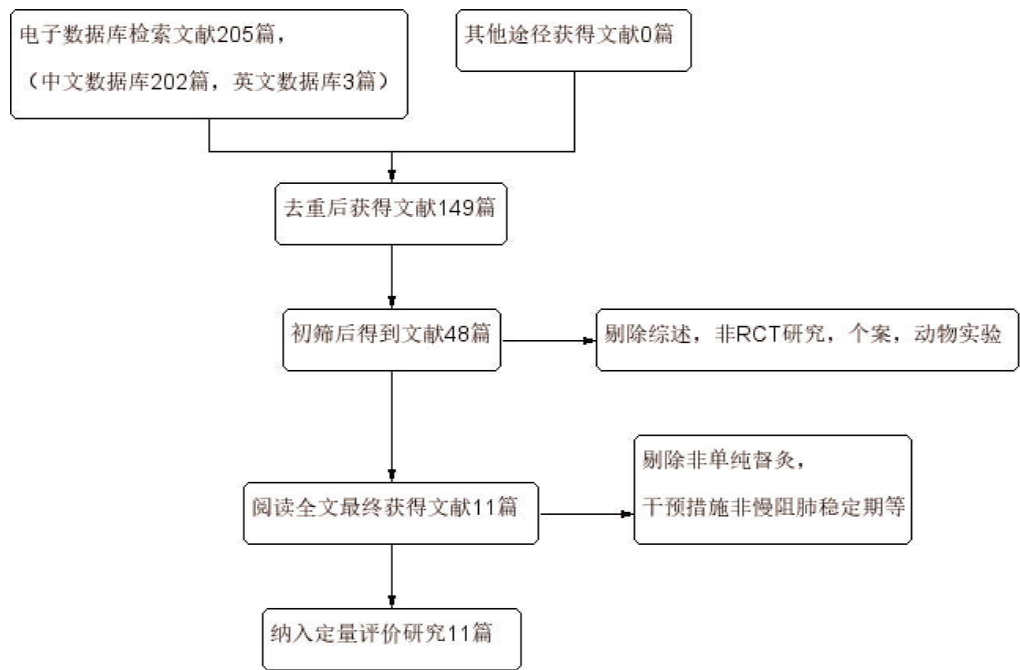 电子数据库检索文献205篇，
（中文数据库202篇，英文数据库3篇）
其他途径获得文献0篇
去重后获得文献149篇
初筛后得到文献48篇
剔除综述，非RCT研究，个案，动物实验
阅读全文最终获得文献11篇
剔除非单纯督灸，
干预措施非慢阻肺稳定期等
纳入定量评价研究11篇